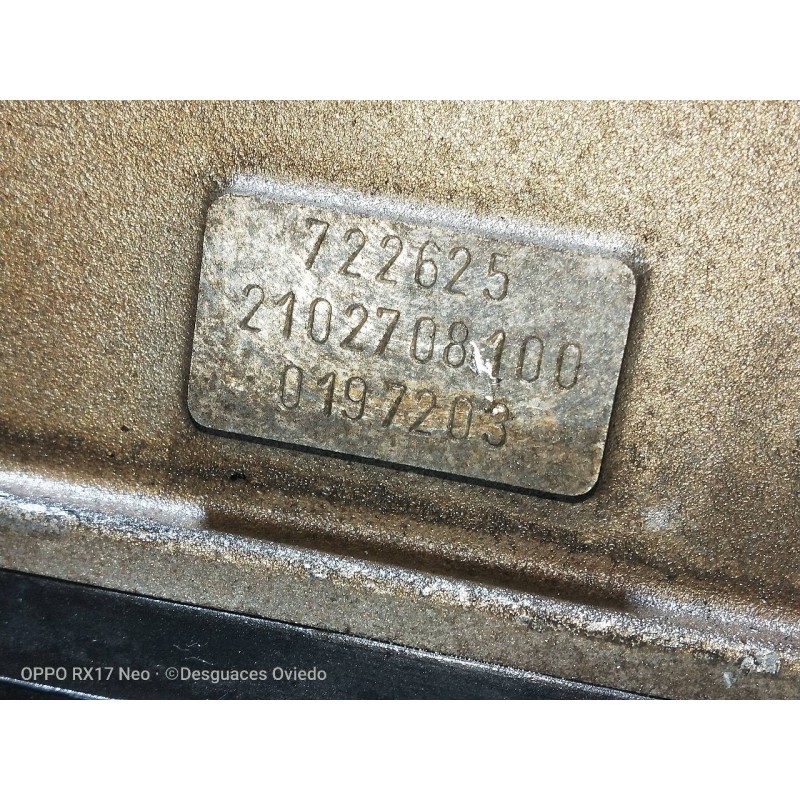 722625
2102708100
0197203
OPPO RX17 Neo · ©Desguaces Oviedo